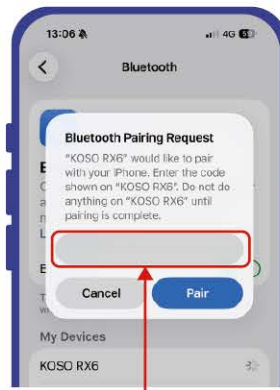 13:06
4G 61
Bluetooth
Bluetooth Pairing Request
"KOSO RX6" would like to pair
with your iPhone. Enter the code
shown on "KOSO RX6". Do not do
anything on "KOSO RX6" until
pairing is complete.
Cancel
Pair
My Devices
KOSO RX6